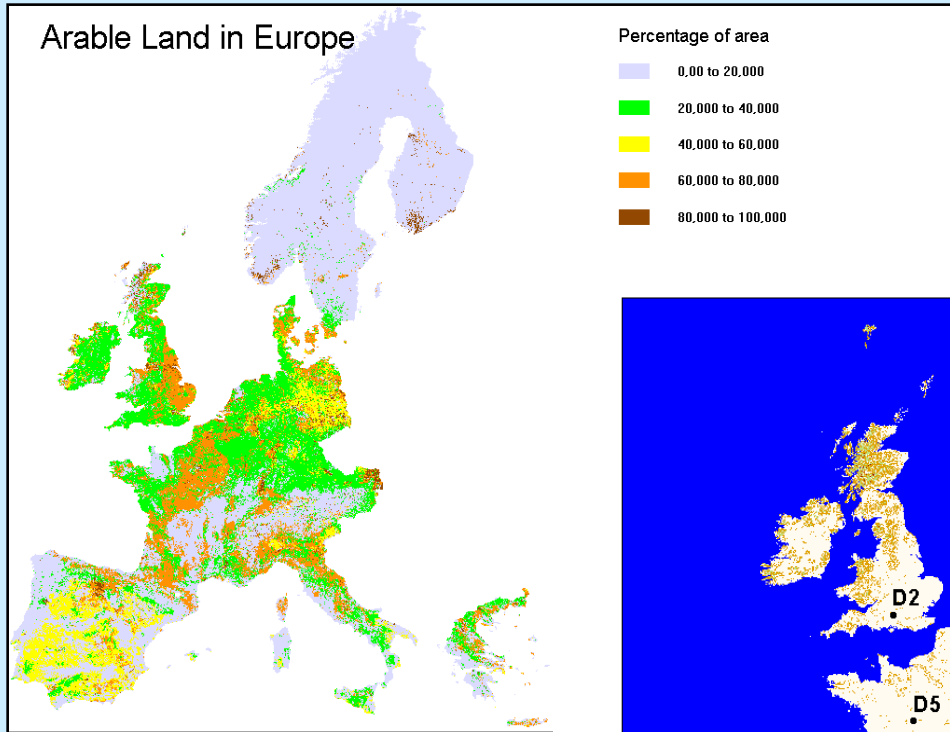 Arable Land in Europe
Percentage of area
0,00 to 20,000
20,000 to 40,000
40,000 to 60,000
60,000 to 80,000
80,000 to 100,000
D2
D5